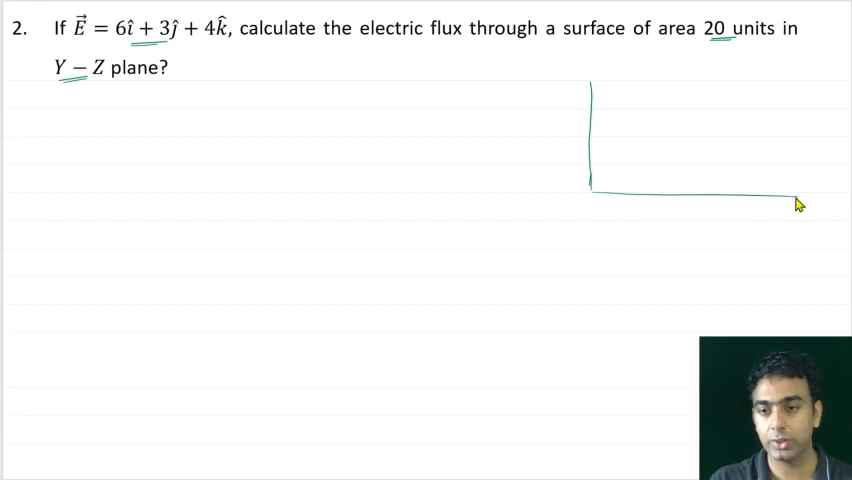 2. If E⃗ = 6î + 3ĵ + 4k̂, calculate the electric flux through a surface of area 20 units in
Y − Z plane?